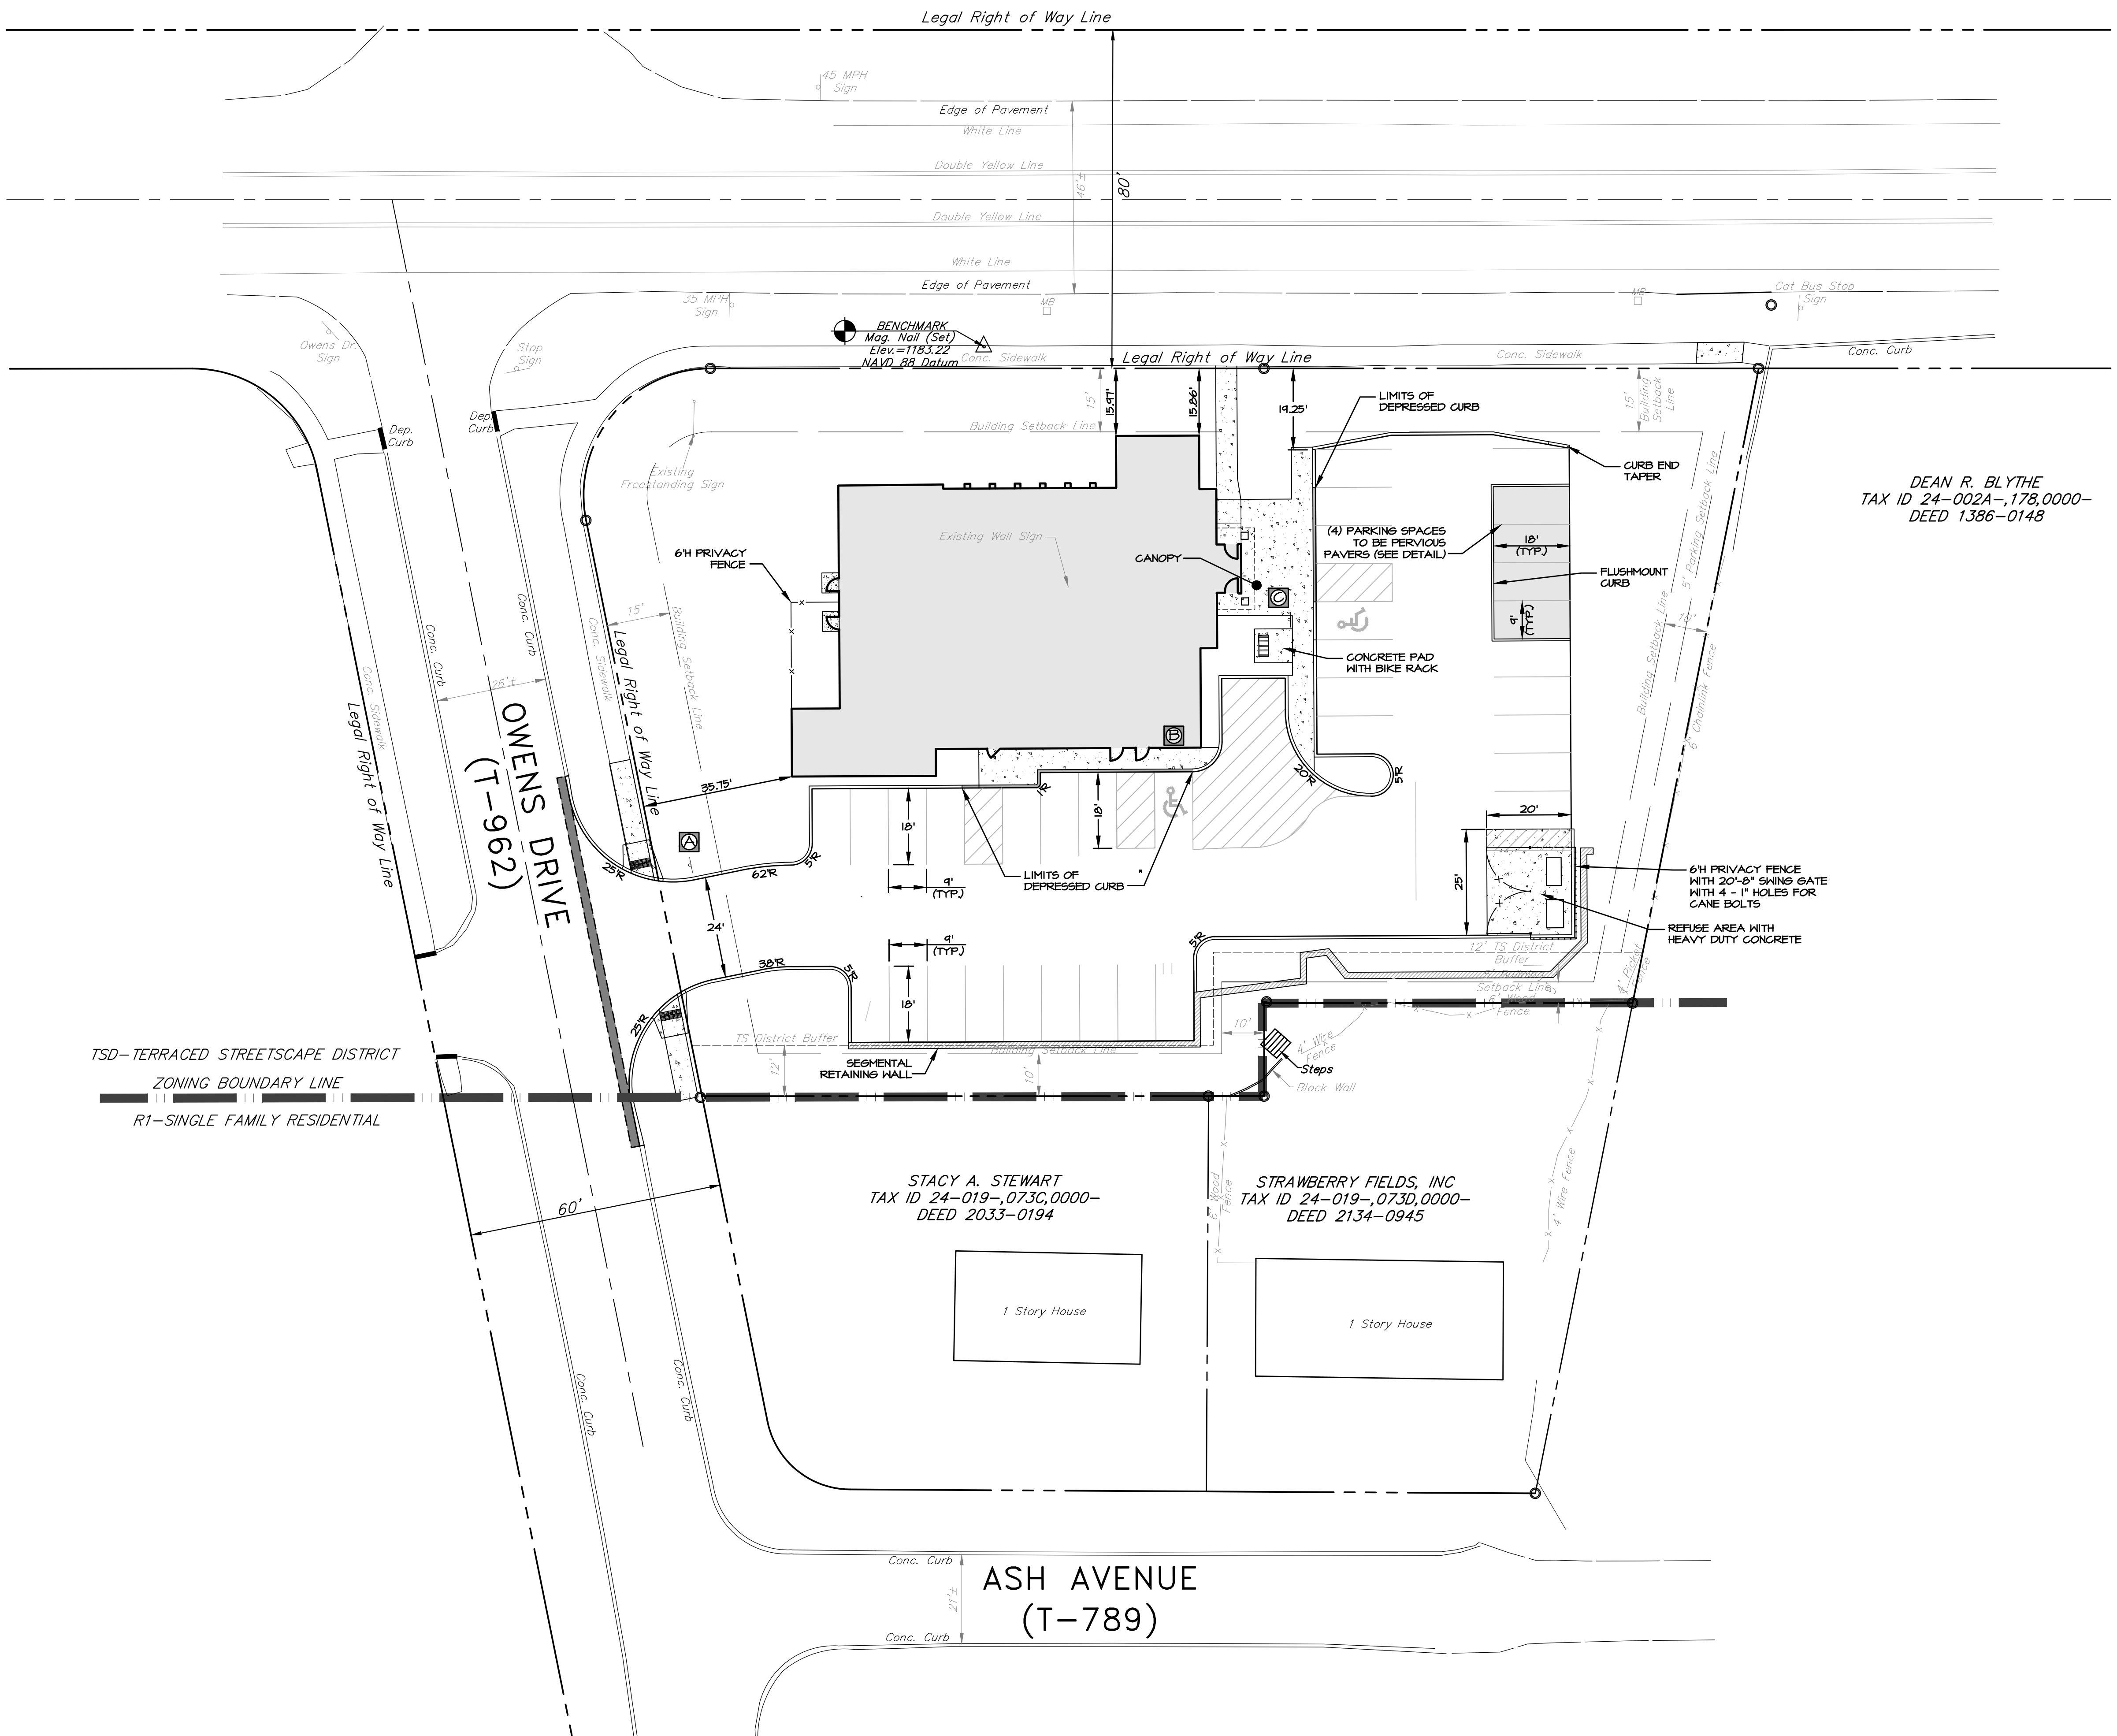 Legal Right of Way Line
45 MPH
Sign
Edge of Pavement
White Line
Double Yellow Line
46'±
80'
Double Yellow Line
White Line
Edge of Pavement
35 MPH
Sign
MB
MB
Cat Bus Stop
Sign
Owens Dr.
Sign
Stop
Sign
BENCHMARK
Mag. Nail (Set)
Elev.=1183.22
NAVD 88 Datum
Conc. Sidewalk
Legal Right of Way Line
Conc. Sidewalk
Conc. Curb
15'
15.97'
15.86'
19.25'
LIMITS OF
DEPRESSED CURB
15'
Building
Setback
Line
Dep.
Curb
Dep.
Curb
Building Setback Line
Existing
Freestanding Sign
CURB END
TAPER
DEAN R. BLYTHE
TAX ID 24-002A-,178,0000-
DEED 1386-0148
Existing Wall Sign
(4) PARKING SPACES
TO BE PERVIOUS
PAVERS (SEE DETAIL)
18'
(TYP.)
6'H PRIVACY
FENCE
CANOPY
FLUSHMOUNT
CURB
9'
(TYP.)
C
5' Parking Setback Line
Building Setback Line
10'
6' Chainlink Fence
15'
Building Setback Line
Conc. Curb
Conc. Curb
Conc. Sidewalk
Legal Right of Way Line
Conc. Sidewalk
Legal Right of Way Line
26'±
CONCRETE PAD
WITH BIKE RACK
OWENS DRIVE
(T-962)
B
35.75'
1'R
20'R
5'R
20'
A
18'
18'
5'R
62'R
25'R
9'
(TYP.)
LIMITS OF
DEPRESSED CURB
"
25'
6'H PRIVACY FENCE
WITH 20'-8" SWING GATE
WITH 4 - 1" HOLES FOR
CANE BOLTS
REFUSE AREA WITH
HEAVY DUTY CONCRETE
24'
9'
(TYP.)
5'R
12' TS District
Buffer
Setback Line
6' Wood
Fence
4' Picket
Fence
38'R
5'R
18'
25'R
TS District Buffer
12'
SEGMENTAL
RETAINING WALL
Building Setback Line
10'
10'
4' Wire
Fence
Steps
Block Wall
TSD-TERRACED STREETSCAPE DISTRICT
ZONING BOUNDARY LINE
R1-SINGLE FAMILY RESIDENTIAL
STACY A. STEWART
TAX ID 24-019-,073C,0000-
DEED 2033-0194
6' Wood
Fence
STRAWBERRY FIELDS, INC
TAX ID 24-019-,073D,0000-
DEED 2134-0945
4' Wire Fence
60'
1 Story House
1 Story House
Conc. Curb
Conc. Curb
Conc. Curb
21'±
ASH AVENUE
(T-789)
Conc. Curb